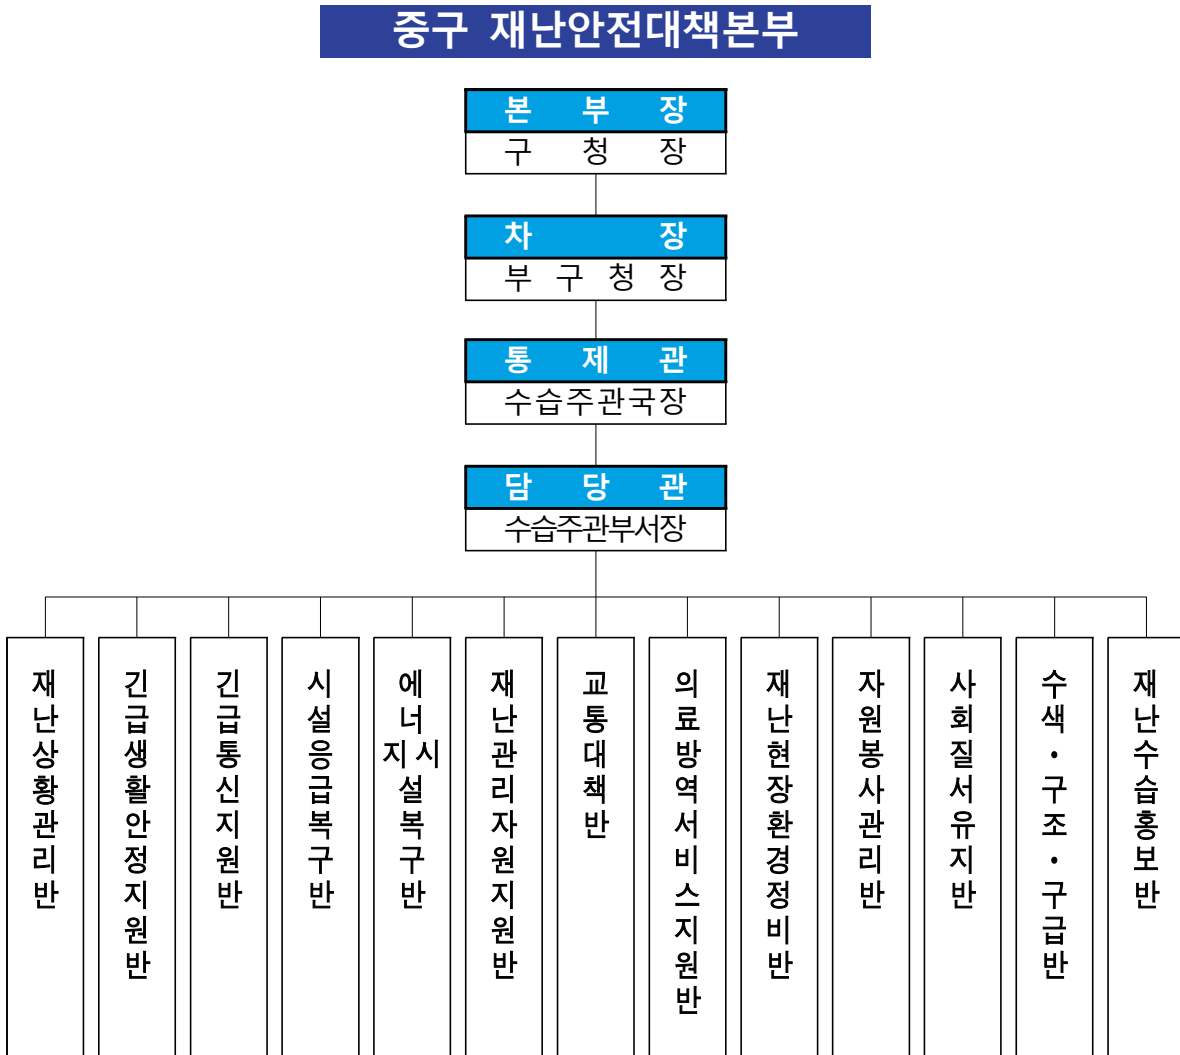 중구 재난안전대책본부
본 부 장
구 청 장
차 장
부 구 청 장
통 제 관
수습주관국장
담 당 관
수습주관부서장
재난상황관리반
긴급생활안정지원반
긴급통신지원반
시설응급복구반
에너지시설복구반
재난관리자원지원반
교통대책반
의료방역서비스지원반
재난현장환경정비반
자원봉사관리반
사회질서유지반
수색·구조·구급반
재난수습홍보반